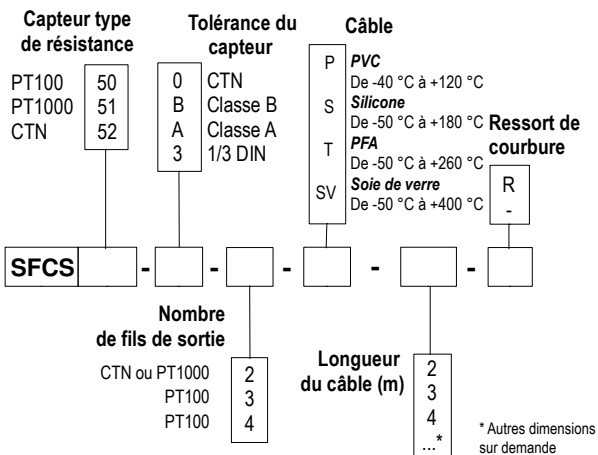 Capteur type
de résistance
PT100 50
PT1000 51
CTN 52
Tolérance du
capteur
0 CTN
B Classe B
A Classe A
3 1/3 DIN
Câble
P PVC
De -40 °C à +120 °C
S Silicone
De -50 °C à +180 °C
T PFA
De -50 °C à +260 °C
SV Soie de verre
De -50 °C à +400 °C
Ressort de
courbure
R
-
SFCS - - - - -
Nombre
de fils de sortie
CTN ou PT1000 2
PT100 3
PT100 4
Longueur
du câble (m)
2
3
4
...*
* Autres dimensions
sur demande